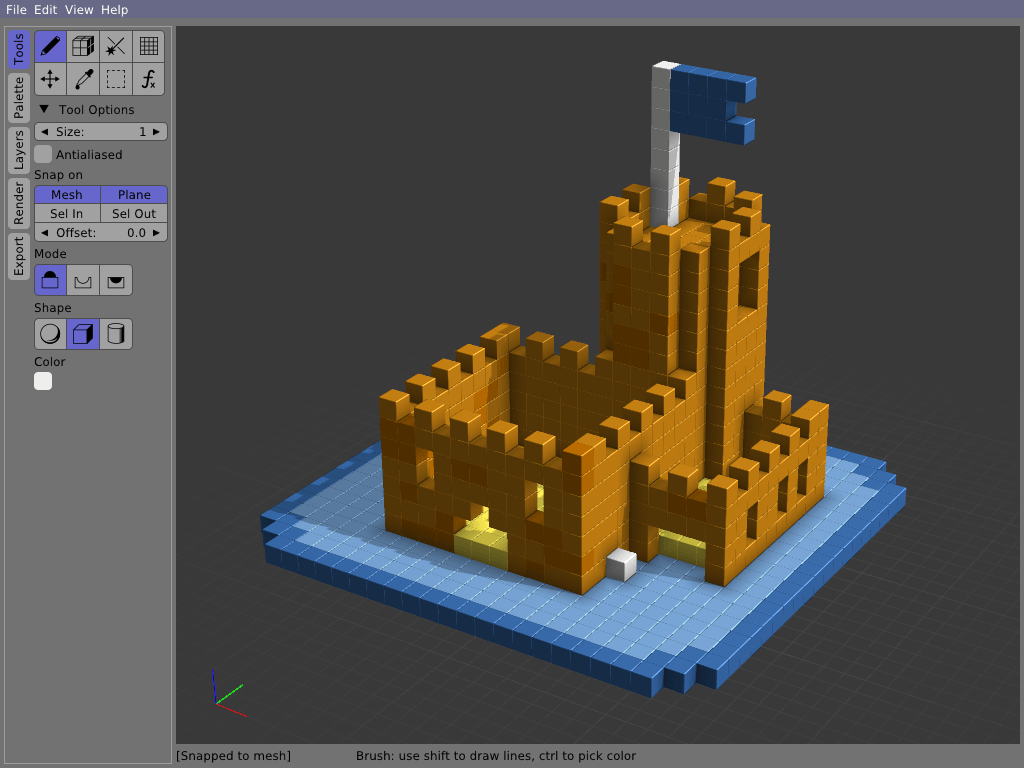 File Edit View Help
Tools
Palette
Layers
Render
Export
Tool Options
Size: 1
Antialiased
Snap on
Mesh Plane
Sel In Sel Out
Offset: 0.0
Mode
Shape
Color
[Snapped to mesh] Brush: use shift to draw lines, ctrl to pick color